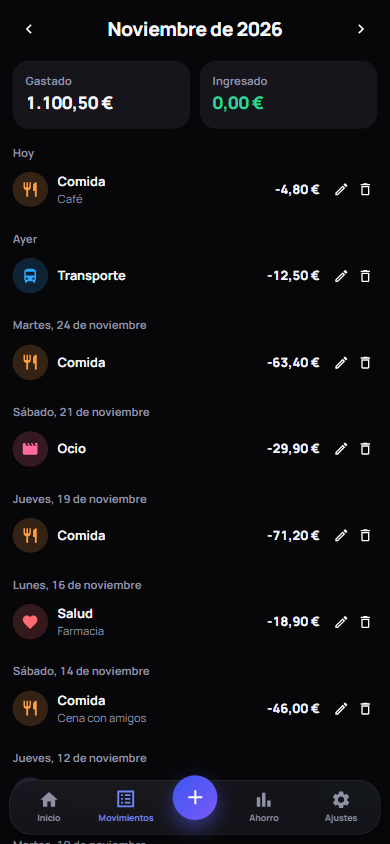 Noviembre de 2026
Gastado
1.100,50 €
Ingresado
0,00 €
Hoy
Comida
Café
-4,80 €
Ayer
Transporte
-12,50 €
Martes, 24 de noviembre
Comida
-63,40 €
Sábado, 21 de noviembre
Ocio
-29,90 €
Jueves, 19 de noviembre
Comida
-71,20 €
Lunes, 16 de noviembre
Salud
Farmacia
-18,90 €
Sábado, 14 de noviembre
Comida
Cena con amigos
-46,00 €
Jueves, 12 de noviembre
Inicio
Movimientos
Ahorro
Ajustes